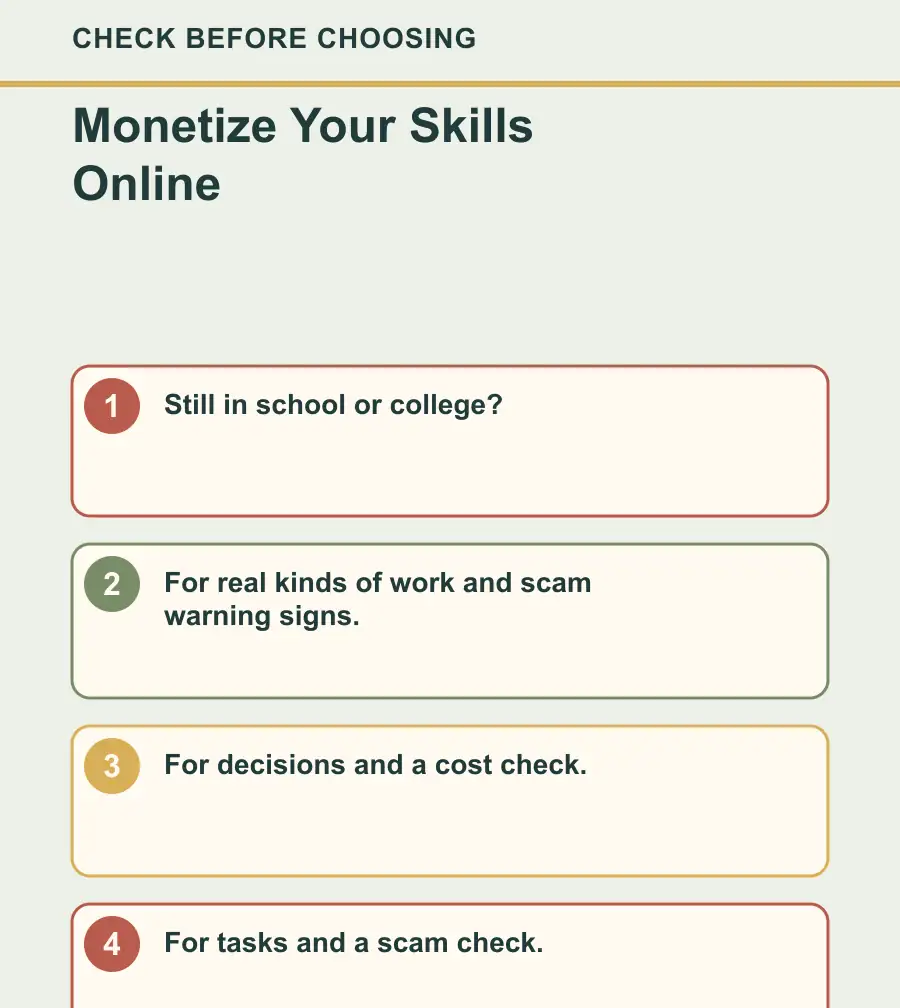 CHECK BEFORE CHOOSING
Monetize Your Skills
Online
1
Still in school or college?
2
For real kinds of work and scam
warning signs.
3
For decisions and a cost check.
4
For tasks and a scam check.